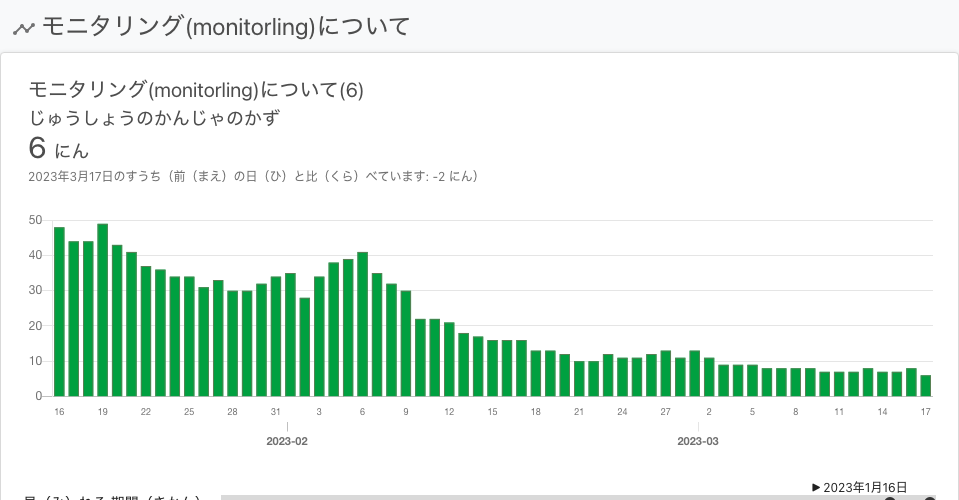 モニタリング(monitorling)について
モニタリング(monitorling)について(6)
じゅうしょうのかんじゃのかず
6 にん
2023年3月17日のすうち（前（まえ）の日（ひ）と比（くら）べています: -2 にん）
50
40
30
20
10
0
16 19 22 25 28 31 3 6 9 12 15 18 21 24 27 2 5 8 11 14 17
2023-02 2023-03
▶ 2023年1月16日